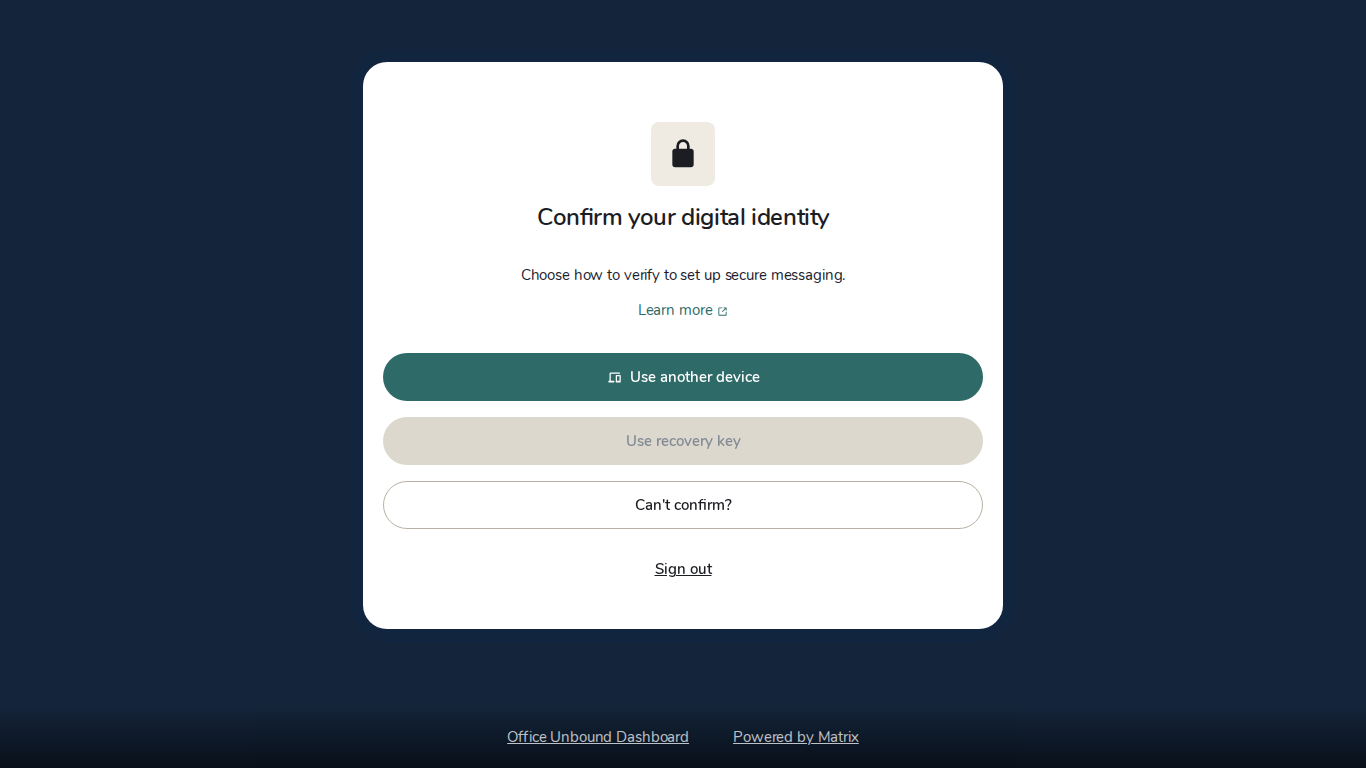 Confirm your digital identity
Choose how to verify to set up secure messaging.
Learn more
Use another device
Use recovery key
Can't confirm?
Sign out
Office Unbound Dashboard
Powered by Matrix